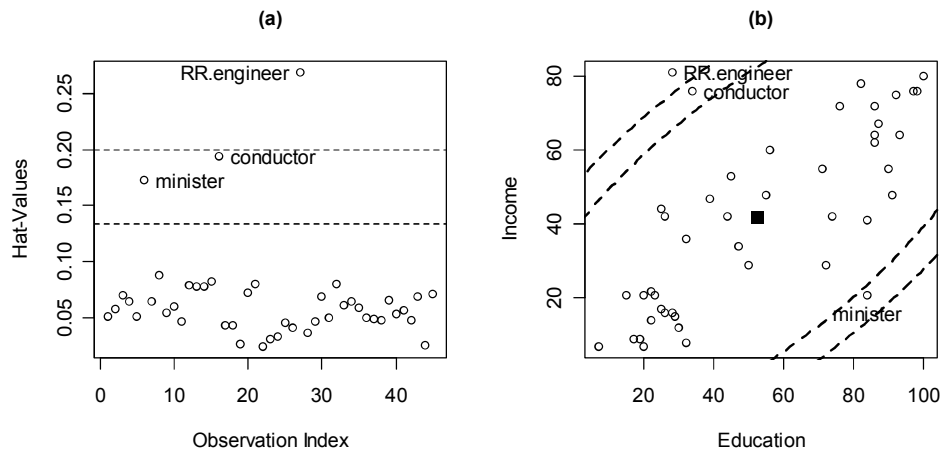 (a)
RR.engineer
conductor
minister
0.25
0.20
0.15
0.10
0.05
Hat-Values
0 10 20 30 40
Observation Index
(b)
RR.engineer
conductor
minister
80
60
40
20
Income
20 40 60 80 100
Education